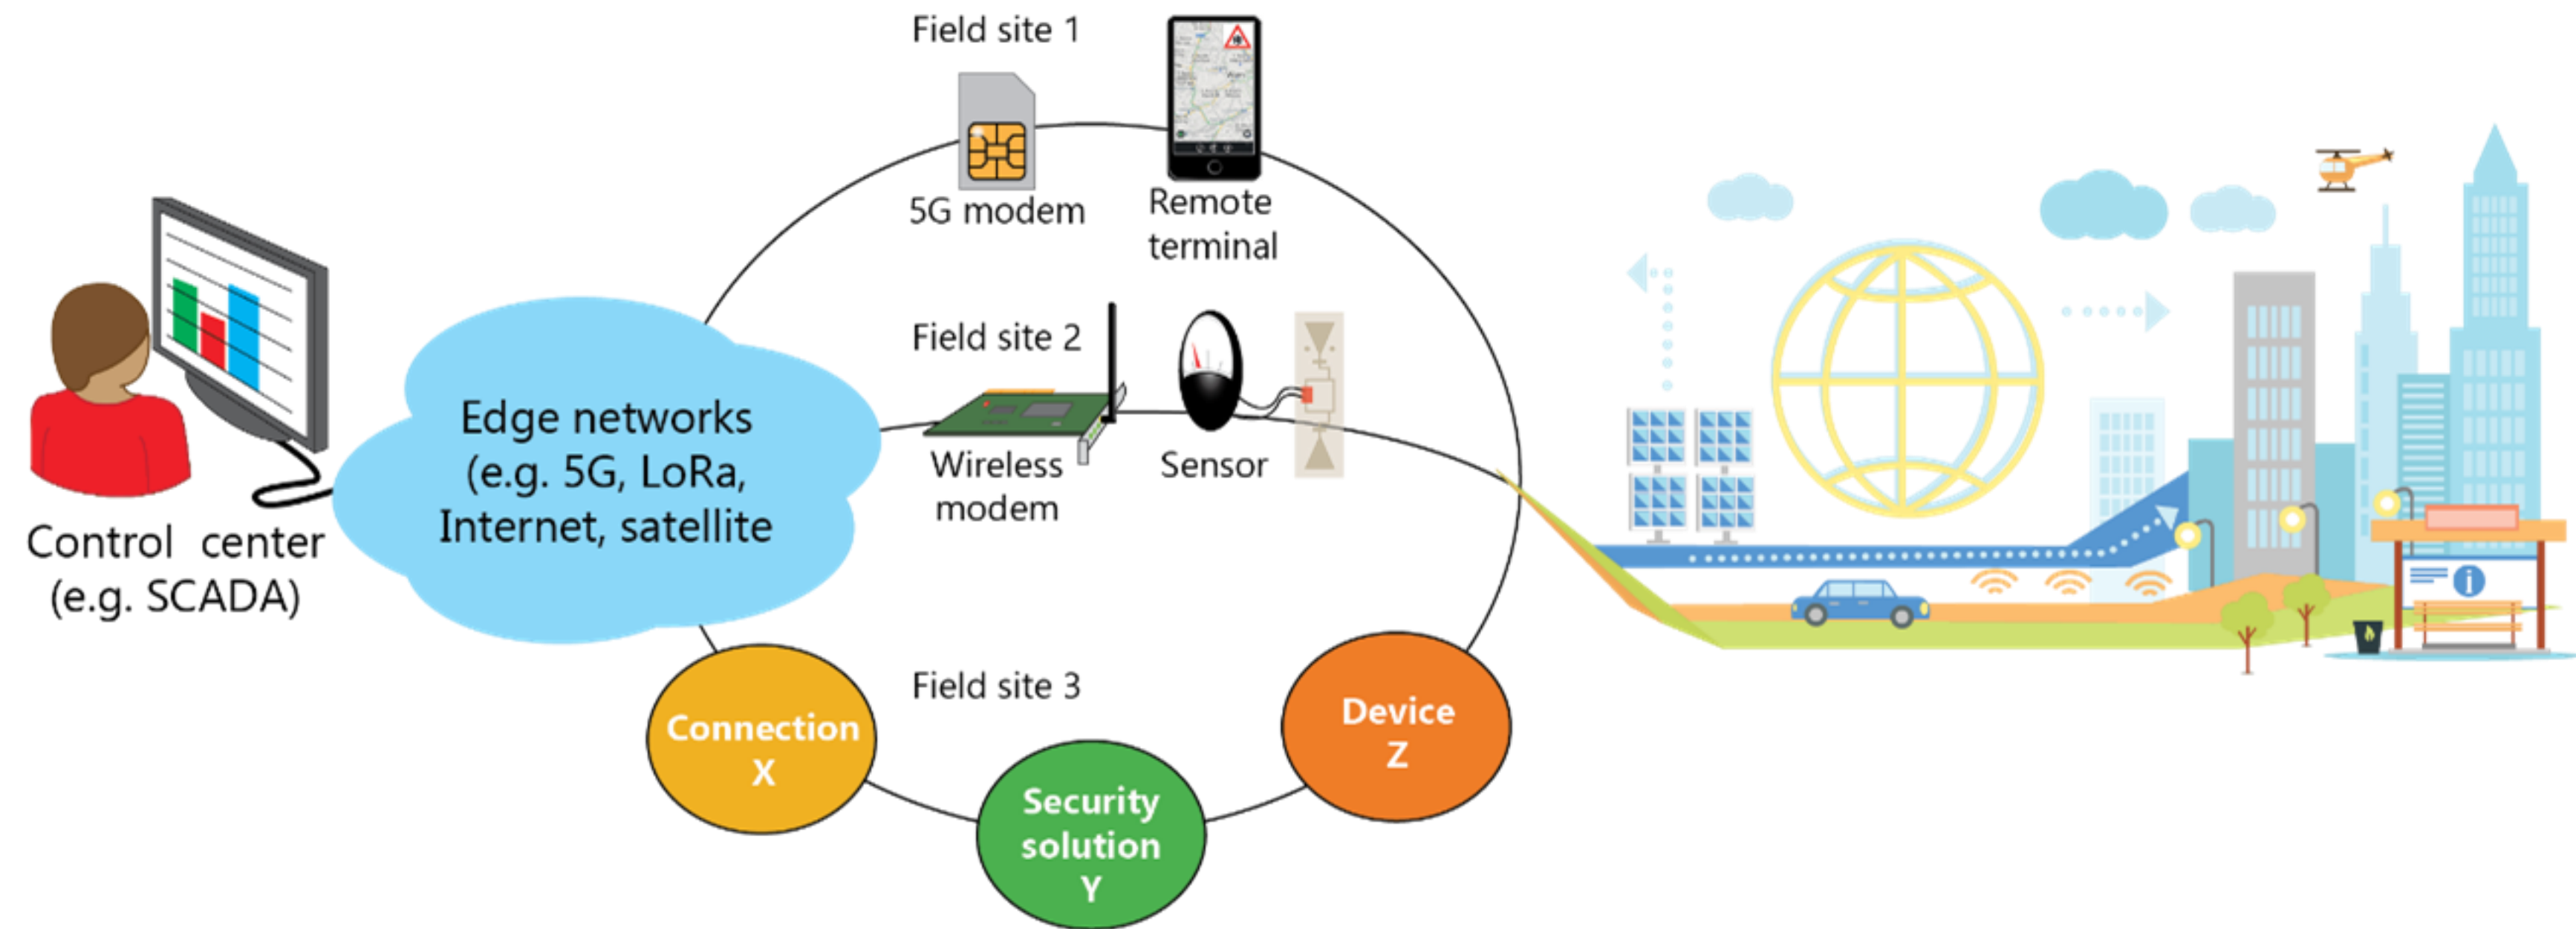 Field site 1
5G modem
Remote
terminal
Field site 2
Wireless
modem
Sensor
Edge networks
(e.g. 5G, LoRa,
Internet, satellite
Control center
(e.g. SCADA)
Field site 3
Connection
X
Security
solution
Y
Device
Z
i